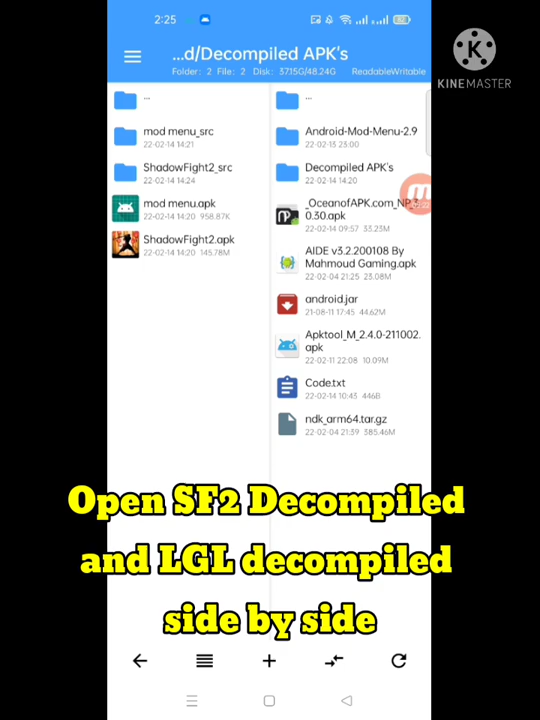 2:25
...d/Decompiled APK's
Folder: 2 File: 2 Disk: 37.15G/48.24G ReadableWritable
K
KINEMASTER
...
mod menu_src
22-02-14 14:21
ShadowFight2_src
22-02-14 14:24
mod menu.apk
22-02-14 14:20 958.87K
ShadowFight2.apk
22-02-14 14:20 145.78M
...
Android-Mod-Menu-2.9
22-02-13 23:00
Decompiled APK's
22-02-14 14:20
_OceanofAPK.com_NP_3
0.30.apk
22-02-14 09:57 33.23M
AIDE v3.2.200108 By
Mahmoud Gaming.apk
22-02-04 21:25 23.08M
android.jar
21-08-11 17:45 44.62M
Apktool_M_2.4.0-211002.
apk
22-02-11 22:08 10.09M
Code.txt
22-02-14 10:43 446B
ndk_arm64.tar.gz
22-02-04 21:39 385.46M
Open SF2 Decompiled
and LGL decompiled
side by side